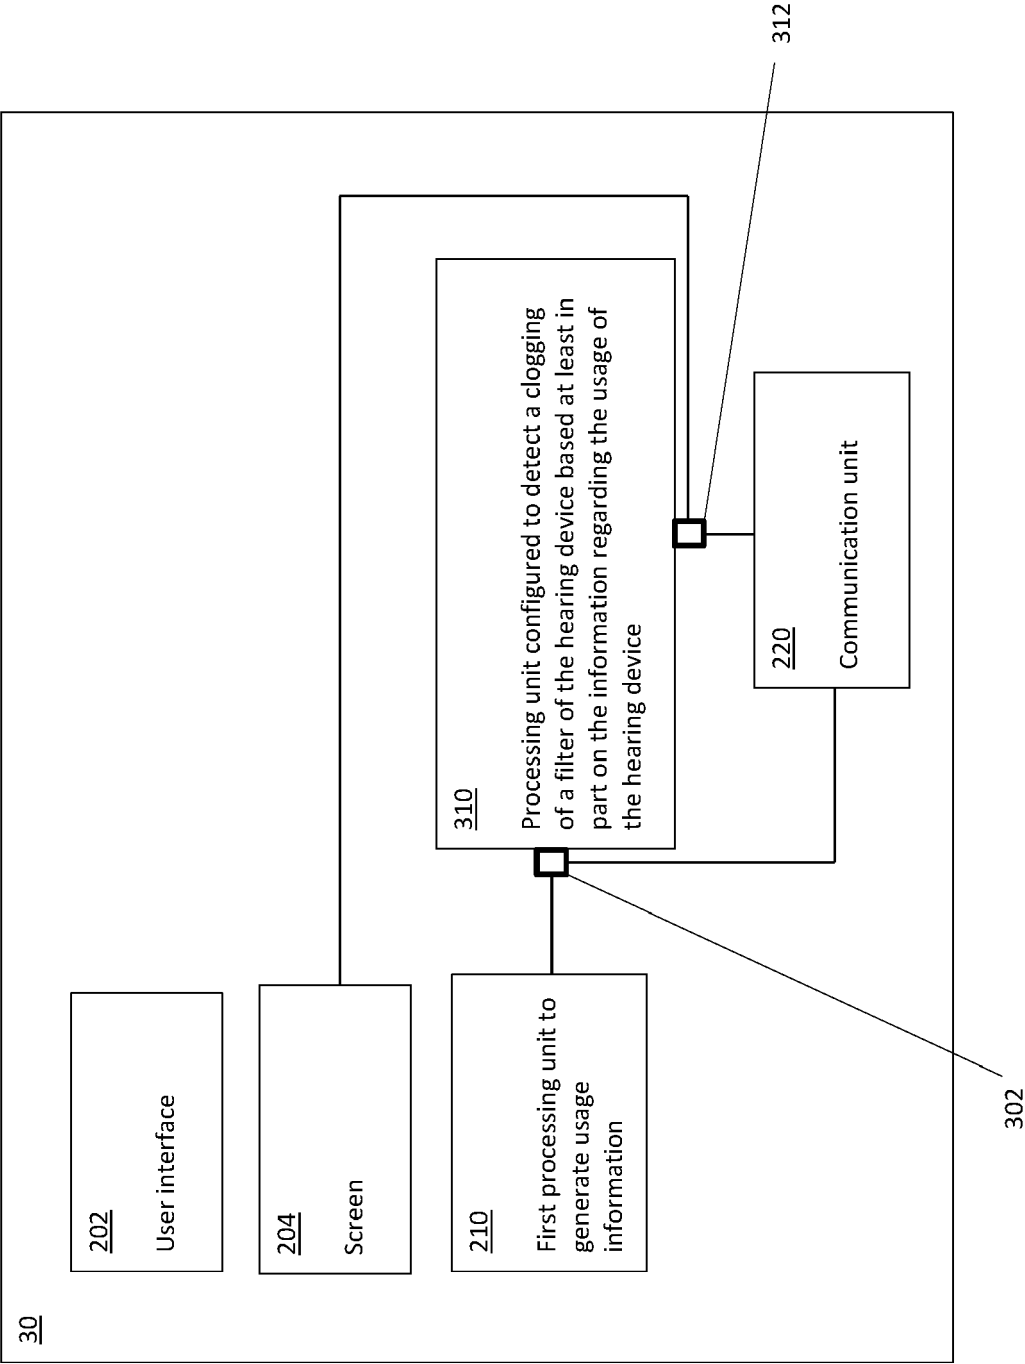 30
202
User interface
204
Screen
210
First processing unit to
generate usage
information
310
Processing unit configured to detect a clogging
of a filter of the hearing device based at least in
part on the information regarding the usage of
the hearing device
312
220
Communication unit
302